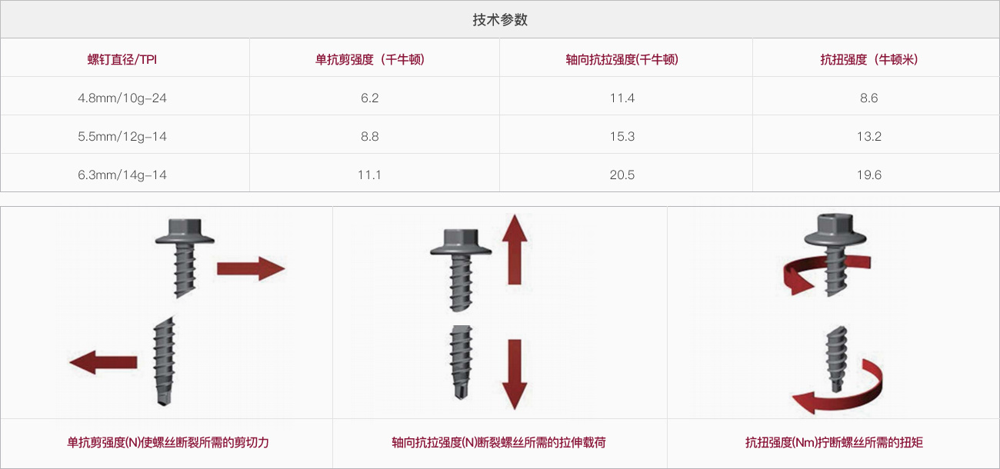 技术参数
螺钉直径/TPI 单抗剪强度（千牛顿） 轴向抗拉强度(千牛顿) 抗扭强度（牛顿米）
4.8mm/10g-24 6.2 11.4 8.6
5.5mm/12g-14 8.8 15.3 13.2
6.3mm/14g-14 11.1 20.5 19.6
单抗剪强度(N)使螺丝断裂所需的剪切力 轴向抗拉强度(N)断裂螺丝所需的拉伸载荷 抗扭强度(Nm)拧断螺丝所需的扭矩